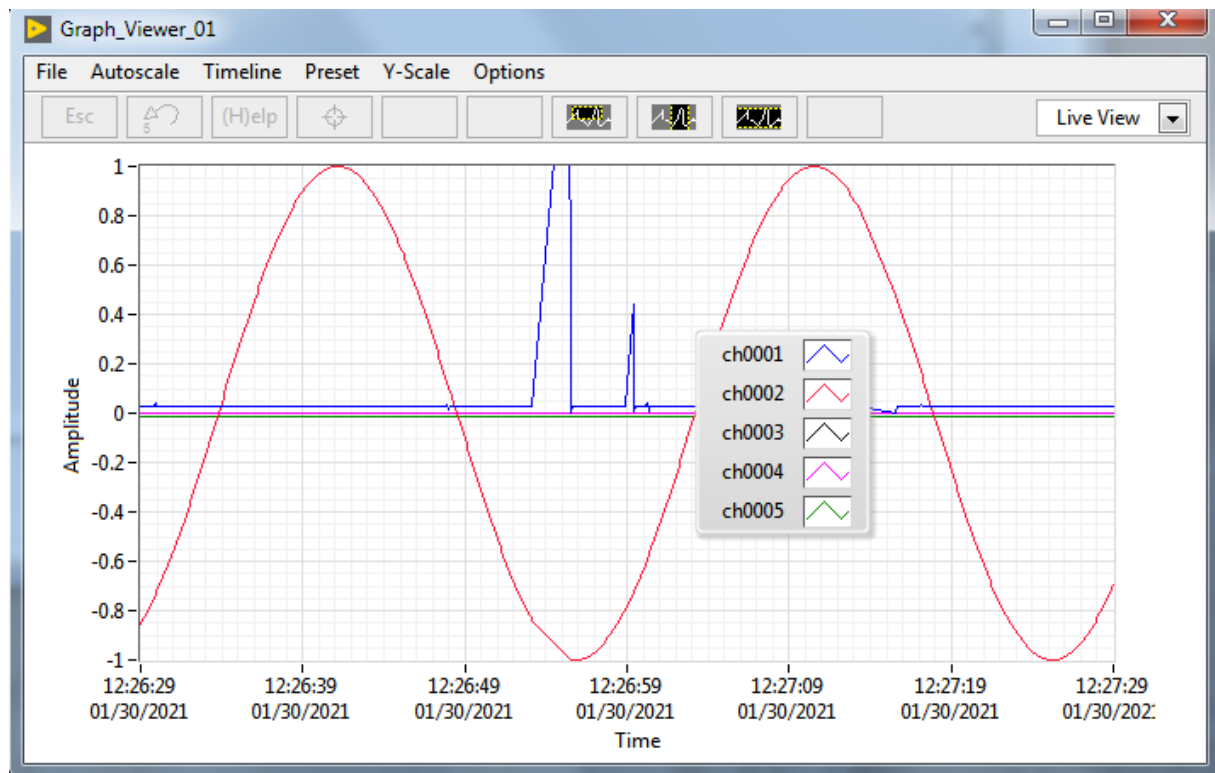 Graph_Viewer_01
File Autoscale Timeline Preset Y-Scale Options
Esc 5 (H)elp Live View
1
0.8
0.6
0.4
0.2
0
-0.2
-0.4
-0.6
-0.8
-1
Amplitude
ch0001
ch0002
ch0003
ch0004
ch0005
12:26:29 12:26:39 12:26:49 12:26:59 12:27:09 12:27:19 12:27:29
01/30/2021 01/30/2021 01/30/2021 01/30/2021 01/30/2021 01/30/2021 01/30/202
Time